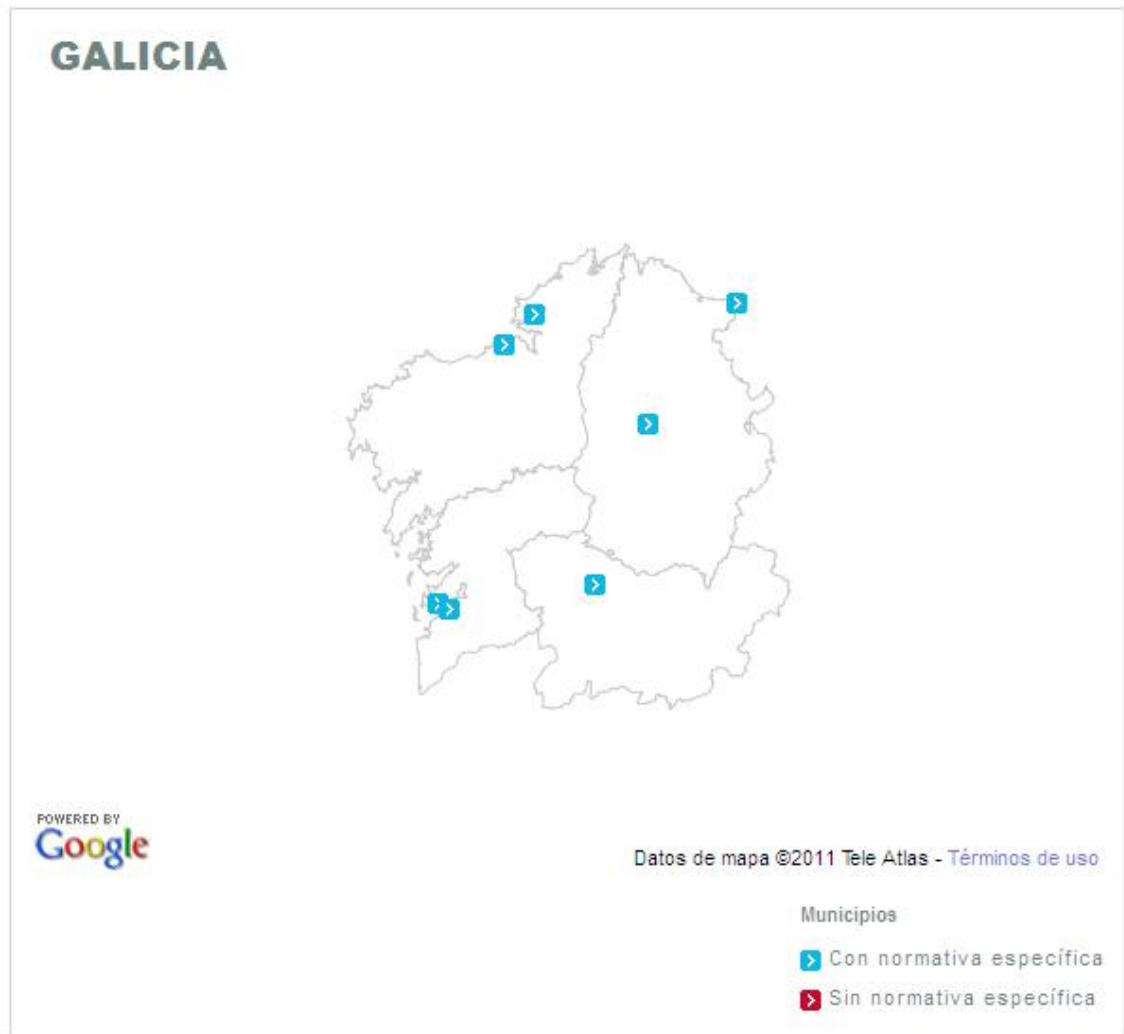 GALICIA
POWERED BY
Google
Datos de mapa ©2011 Tele Atlas - Términos de uso
Municipios
Con normativa específica
Sin normativa específica